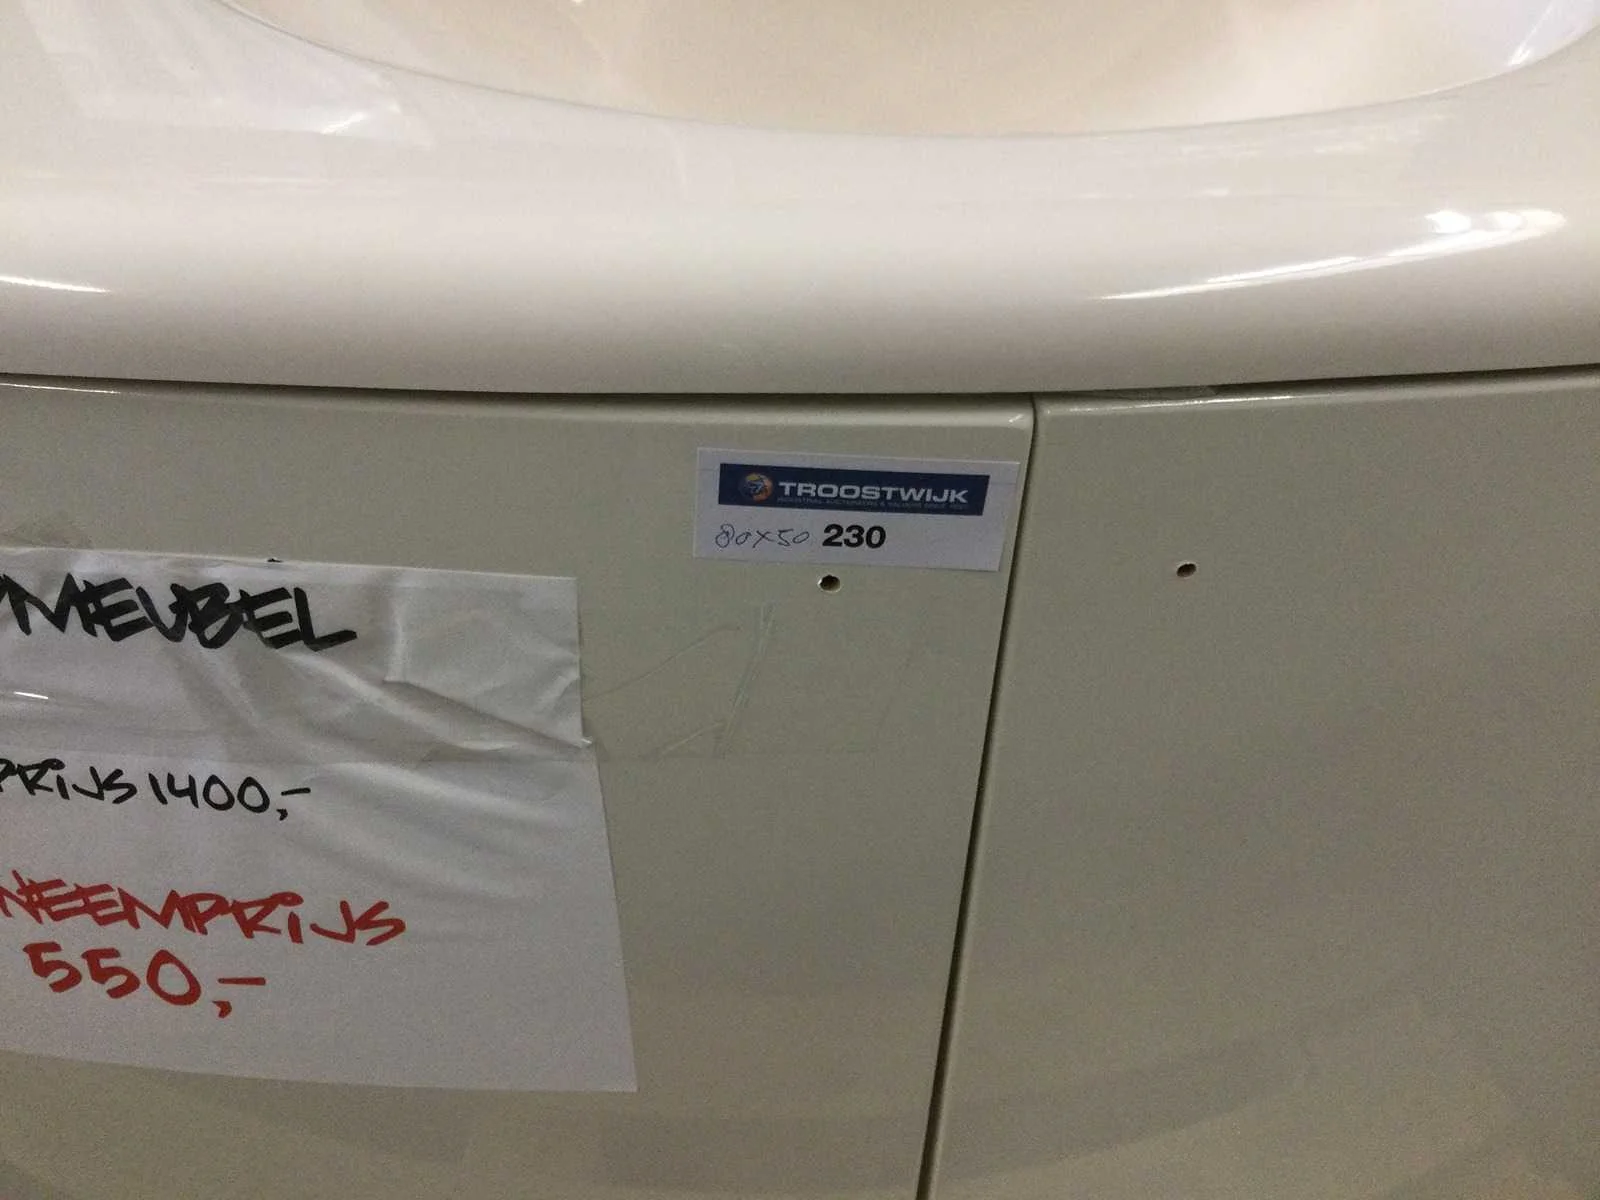 TROOSTWIJK
80x50 230
MEUBEL
PRIJS 1400,-
NEEMPRIJS
550,-